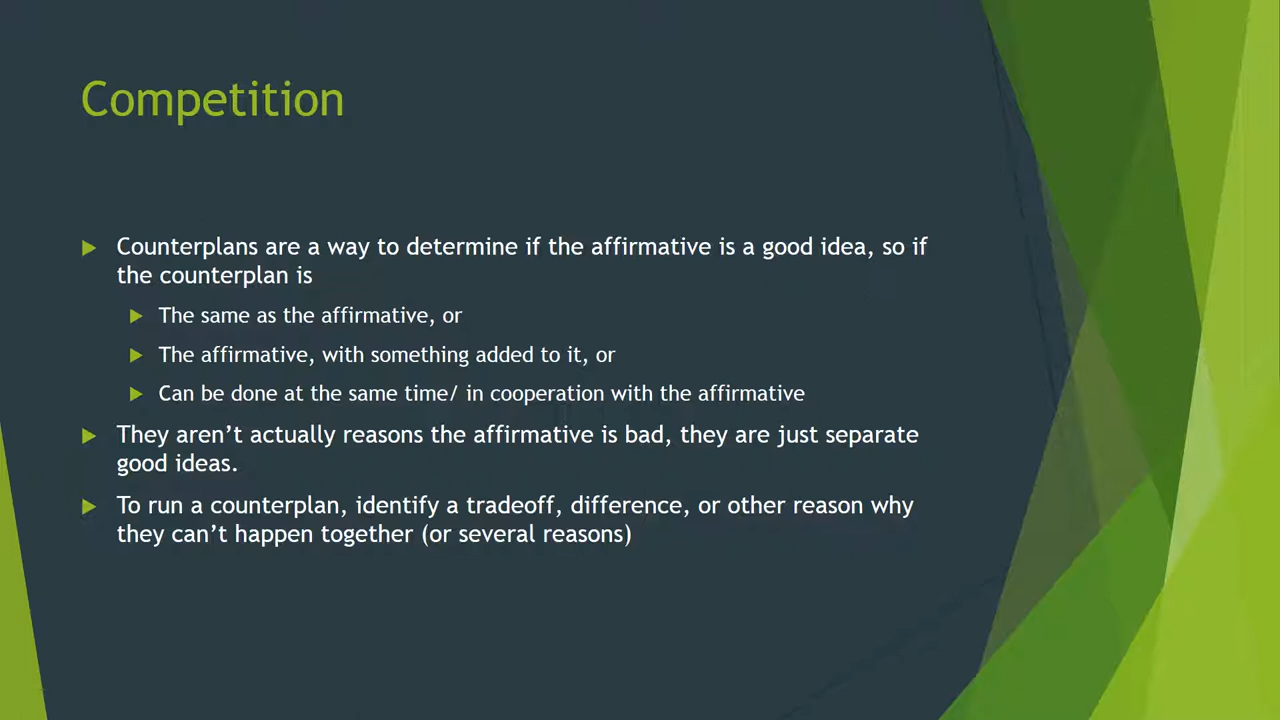 Competition
Counterplans are a way to determine if the affirmative is a good idea, so if
the counterplan is
The same as the affirmative, or
The affirmative, with something added to it, or
Can be done at the same time/ in cooperation with the affirmative
They aren’t actually reasons the affirmative is bad, they are just separate
good ideas.
To run a counterplan, identify a tradeoff, difference, or other reason why
they can’t happen together (or several reasons)